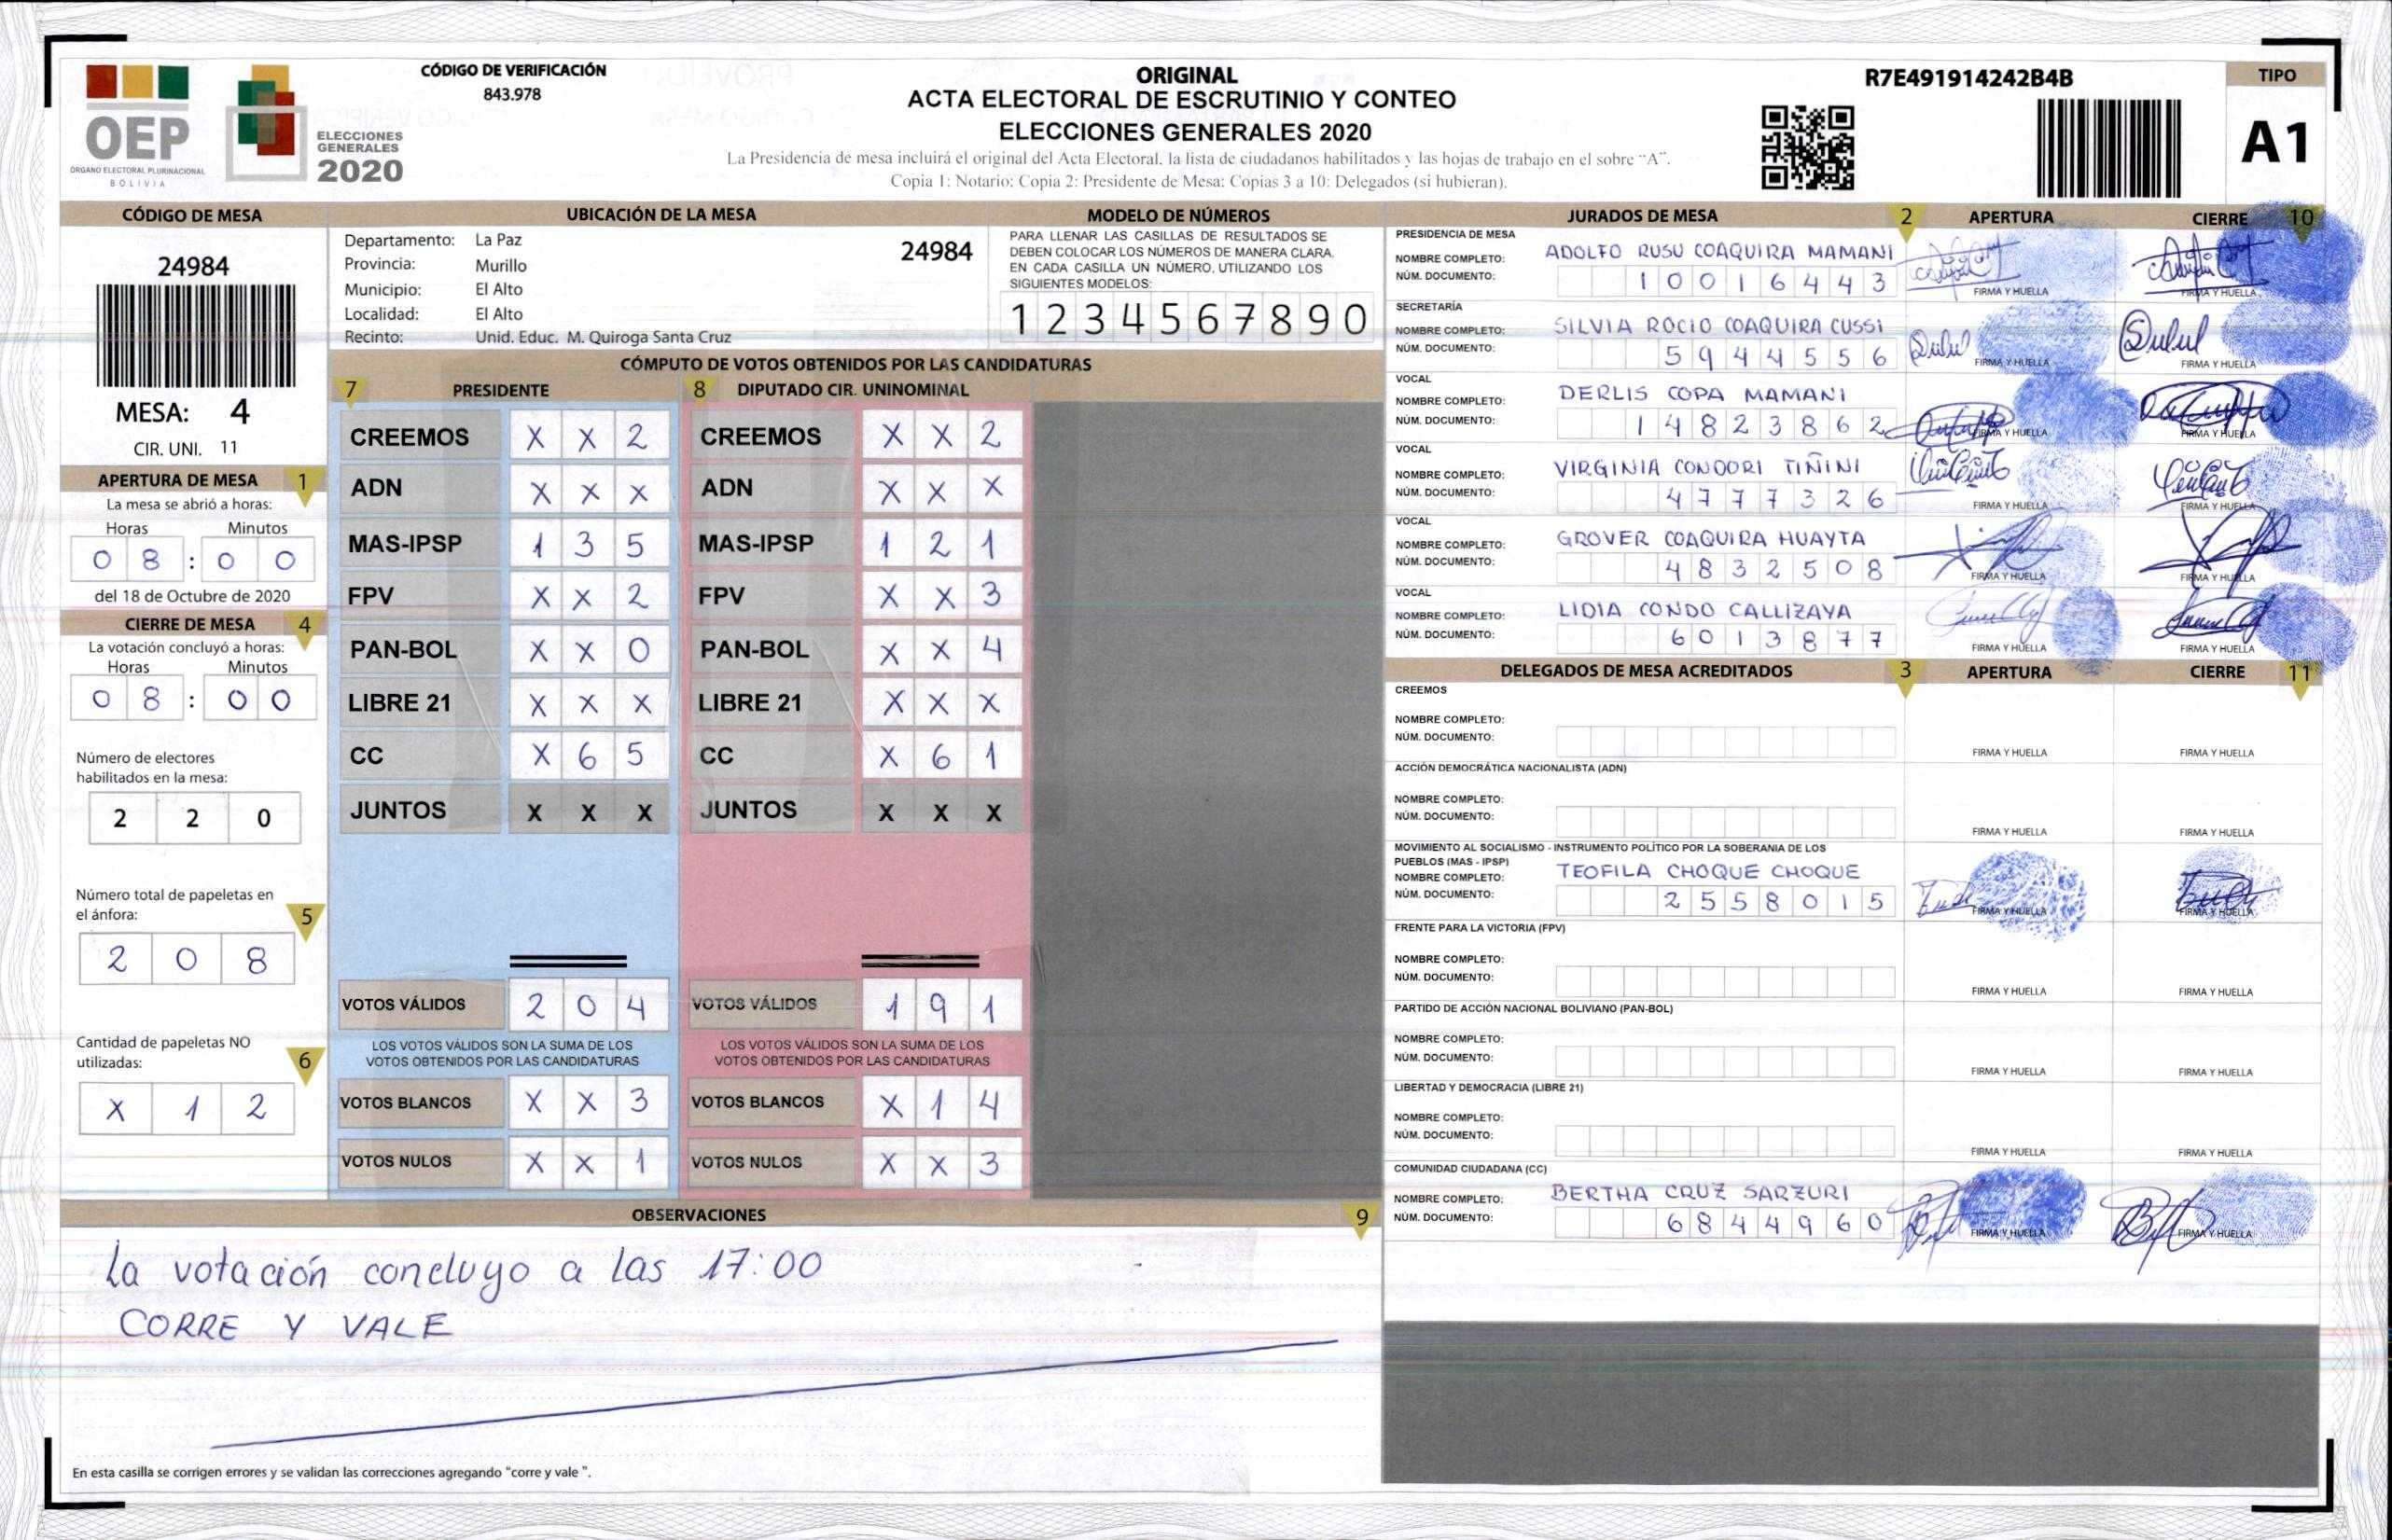 OEP
ÓRGANO ELECTORAL PLURINACIONAL
BOLIVIA
ELECCIONES
GENERALES
2020
CÓDIGO DE VERIFICACIÓN
843.978
ORIGINAL
ACTA ELECTORAL DE ESCRUTINIO Y CONTEO
ELECCIONES GENERALES 2020
La Presidencia de mesa incluirá el original del Acta Electoral, la lista de ciudadanos habilitados y las hojas de trabajo en el sobre "A".
Copia 1: Notario; Copia 2: Presidente de Mesa; Copias 3 a 10: Delegados (si hubieran).
R7E491914242B4B
TIPO
A1
CÓDIGO DE MESA
24984
MESA: 4
CIR. UNI. 11
APERTURA DE MESA 1
La mesa se abrió a horas:
Horas Minutos
0 8 : 0 0
del 18 de Octubre de 2020
CIERRE DE MESA 4
La votación concluyó a horas:
Horas Minutos
0 8 : 0 0
Número de electores
habilitados en la mesa:
2 2 0
Número total de papeletas en
el ánfora: 5
2 0 8
Cantidad de papeletas NO
utilizadas: 6
X 1 2
UBICACIÓN DE LA MESA
Departamento: La Paz 24984
Provincia: Murillo
Municipio: El Alto
Localidad: El Alto
Recinto: Unid. Educ. M. Quiroga Santa Cruz
MODELO DE NÚMEROS
PARA LLENAR LAS CASILLAS DE RESULTADOS SE
DEBEN COLOCAR LOS NÚMEROS DE MANERA CLARA.
EN CADA CASILLA UN NÚMERO, UTILIZANDO LOS
SIGUIENTES MODELOS:
1 2 3 4 5 6 7 8 9 0
CÓMPUTO DE VOTOS OBTENIDOS POR LAS CANDIDATURAS
7 PRESIDENTE 8 DIPUTADO CIR. UNINOMINAL
CREEMOS X X 2 CREEMOS X X 2
ADN X X X ADN X X X
MAS-IPSP 1 3 5 MAS-IPSP 1 2 1
FPV X X 2 FPV X X 3
PAN-BOL X X 0 PAN-BOL X X 4
LIBRE 21 X X X LIBRE 21 X X X
CC X 6 5 CC X 6 1
JUNTOS X X X JUNTOS X X X
VOTOS VÁLIDOS 2 0 4 VOTOS VÁLIDOS 1 9 1
LOS VOTOS VÁLIDOS SON LA SUMA DE LOS LOS VOTOS VÁLIDOS SON LA SUMA DE LOS
VOTOS OBTENIDOS POR LAS CANDIDATURAS VOTOS OBTENIDOS POR LAS CANDIDATURAS
VOTOS BLANCOS X X 3 VOTOS BLANCOS X 1 4
VOTOS NULOS X X 1 VOTOS NULOS X X 3
OBSERVACIONES 9
La votación concluyo a las 17:00
CORRE Y VALE
En esta casilla se corrigen errores y se validan las correcciones agregando "corre y vale ".
JURADOS DE MESA 2 APERTURA CIERRE 10
PRESIDENCIA DE MESA
NOMBRE COMPLETO: ADOLFO RUSU COAQUIRA MAMANI
NÚM. DOCUMENTO: 1 0 0 1 6 4 4 3
FIRMA Y HUELLA FIRMA Y HUELLA
SECRETARÍA
NOMBRE COMPLETO: SILVIA ROCIO COAQUIRA CUSSI
NÚM. DOCUMENTO: 5 9 4 4 5 5 6
FIRMA Y HUELLA FIRMA Y HUELLA
VOCAL
NOMBRE COMPLETO: DERLIS COPA MAMANI
NÚM. DOCUMENTO: 1 4 8 2 3 8 6 2
FIRMA Y HUELLA FIRMA Y HUELLA
VOCAL
NOMBRE COMPLETO: VIRGINIA CONDORI TIÑINI
NÚM. DOCUMENTO: 4 7 7 7 3 2 6
FIRMA Y HUELLA FIRMA Y HUELLA
VOCAL
NOMBRE COMPLETO: GROVER COAQUIRA HUAYTA
NÚM. DOCUMENTO: 4 8 3 2 5 0 8
FIRMA Y HUELLA FIRMA Y HUELLA
VOCAL
NOMBRE COMPLETO: LIDIA CONDO CALLIZAYA
NÚM. DOCUMENTO: 6 0 1 3 8 7 7
FIRMA Y HUELLA FIRMA Y HUELLA
DELEGADOS DE MESA ACREDITADOS 3 APERTURA CIERRE 11
CREEMOS
NOMBRE COMPLETO:
NÚM. DOCUMENTO:
FIRMA Y HUELLA FIRMA Y HUELLA
ACCIÓN DEMOCRÁTICA NACIONALISTA (ADN)
NOMBRE COMPLETO:
NÚM. DOCUMENTO:
FIRMA Y HUELLA FIRMA Y HUELLA
MOVIMIENTO AL SOCIALISMO - INSTRUMENTO POLÍTICO POR LA SOBERANIA DE LOS
PUEBLOS (MAS - IPSP)
NOMBRE COMPLETO: TEOFILA CHOQUE CHOQUE
NÚM. DOCUMENTO: 2 5 5 8 0 1 5
FIRMA Y HUELLA FIRMA Y HUELLA
FRENTE PARA LA VICTORIA (FPV)
NOMBRE COMPLETO:
NÚM. DOCUMENTO:
FIRMA Y HUELLA FIRMA Y HUELLA
PARTIDO DE ACCIÓN NACIONAL BOLIVIANO (PAN-BOL)
NOMBRE COMPLETO:
NÚM. DOCUMENTO:
FIRMA Y HUELLA FIRMA Y HUELLA
LIBERTAD Y DEMOCRACIA (LIBRE 21)
NOMBRE COMPLETO:
NÚM. DOCUMENTO:
FIRMA Y HUELLA FIRMA Y HUELLA
COMUNIDAD CIUDADANA (CC)
NOMBRE COMPLETO: BERTHA CRUZ SARZURI
NÚM. DOCUMENTO: 6 8 4 4 9 6 0
FIRMA Y HUELLA FIRMA Y HUELLA